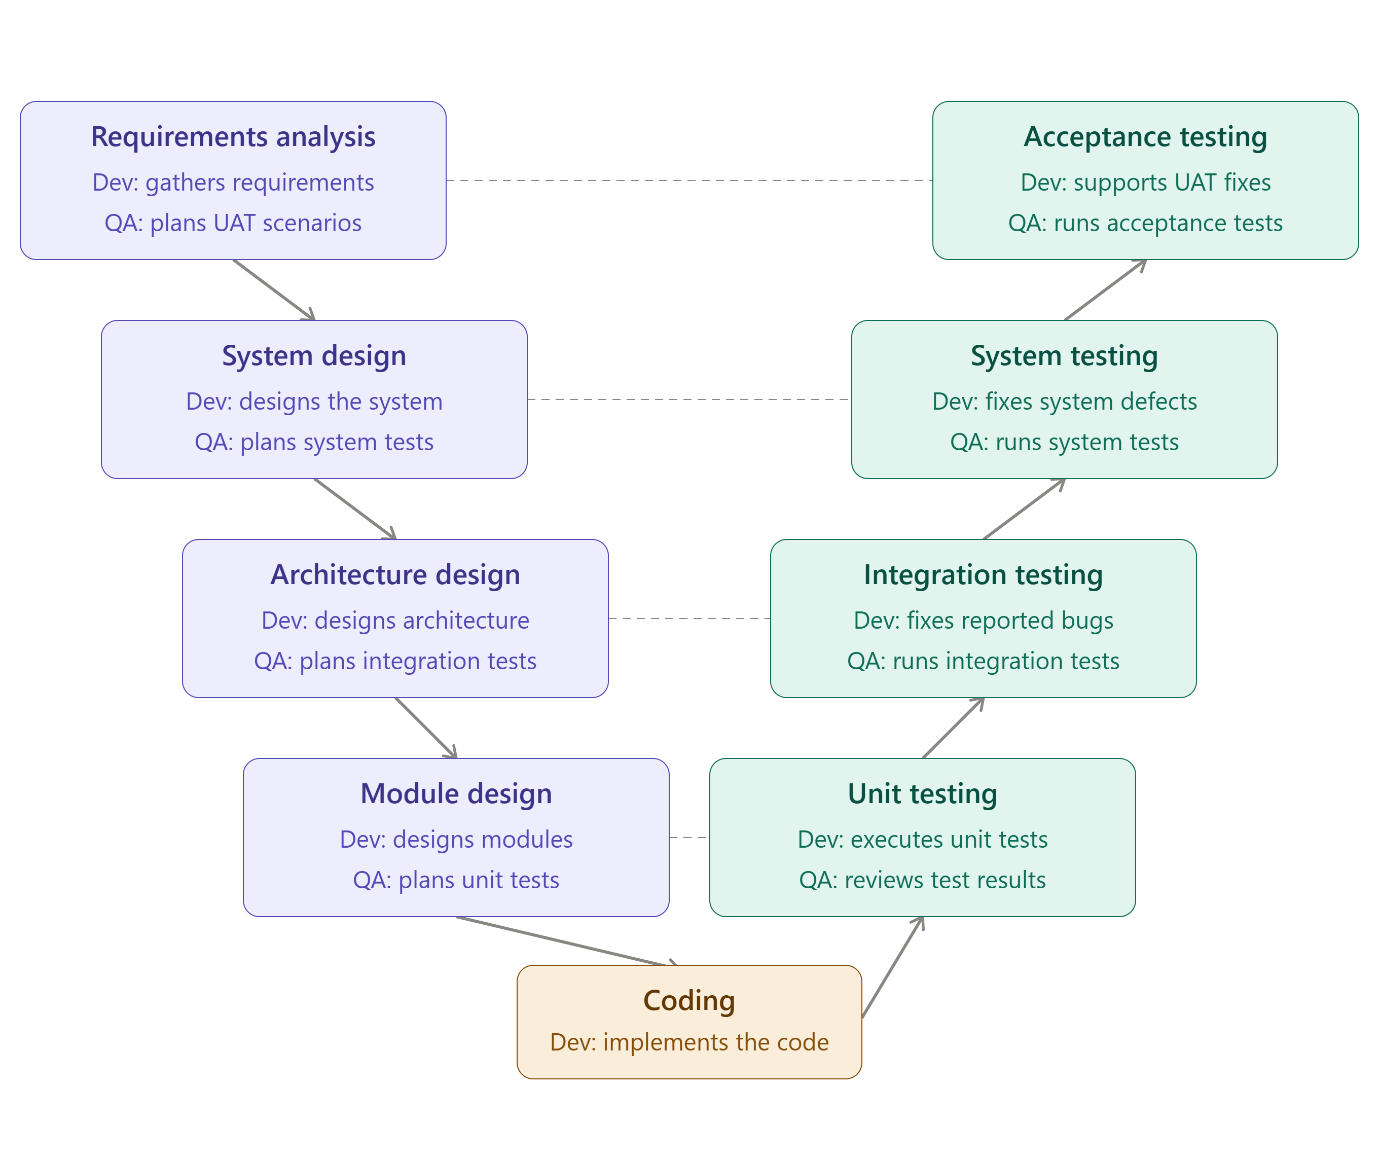 Requirements analysis
Dev: gathers requirements
QA: plans UAT scenarios
Acceptance testing
Dev: supports UAT fixes
QA: runs acceptance tests
System design
Dev: designs the system
QA: plans system tests
System testing
Dev: fixes system defects
QA: runs system tests
Architecture design
Dev: designs architecture
QA: plans integration tests
Integration testing
Dev: fixes reported bugs
QA: runs integration tests
Module design
Dev: designs modules
QA: plans unit tests
Unit testing
Dev: executes unit tests
QA: reviews test results
Coding
Dev: implements the code